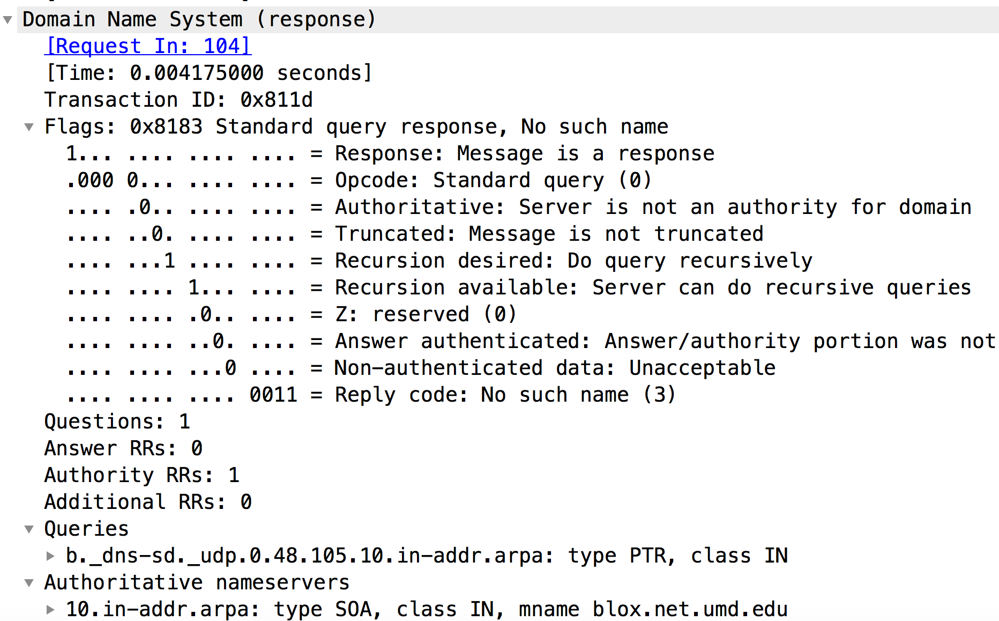 Domain Name System (response)
[Request In: 104]
[Time: 0.004175000 seconds]
Transaction ID: 0x811d
Flags: 0x8183 Standard query response, No such name
1... .... .... .... = Response: Message is a response
.000 0... .... .... = Opcode: Standard query (0)
.... .0.. .... .... = Authoritative: Server is not an authority for domain
.... ..0. .... .... = Truncated: Message is not truncated
.... ...1 .... .... = Recursion desired: Do query recursively
.... .... 1... .... = Recursion available: Server can do recursive queries
.... .... .0.. .... = Z: reserved (0)
.... .... ..0. .... = Answer authenticated: Answer/authority portion was not
.... .... ...0 .... = Non-authenticated data: Unacceptable
.... .... .... 0011 = Reply code: No such name (3)
Questions: 1
Answer RRs: 0
Authority RRs: 1
Additional RRs: 0
Queries
b._dns-sd._udp.0.48.105.10.in-addr.arpa: type PTR, class IN
Authoritative nameservers
10.in-addr.arpa: type SOA, class IN, mname blox.net.umd.edu